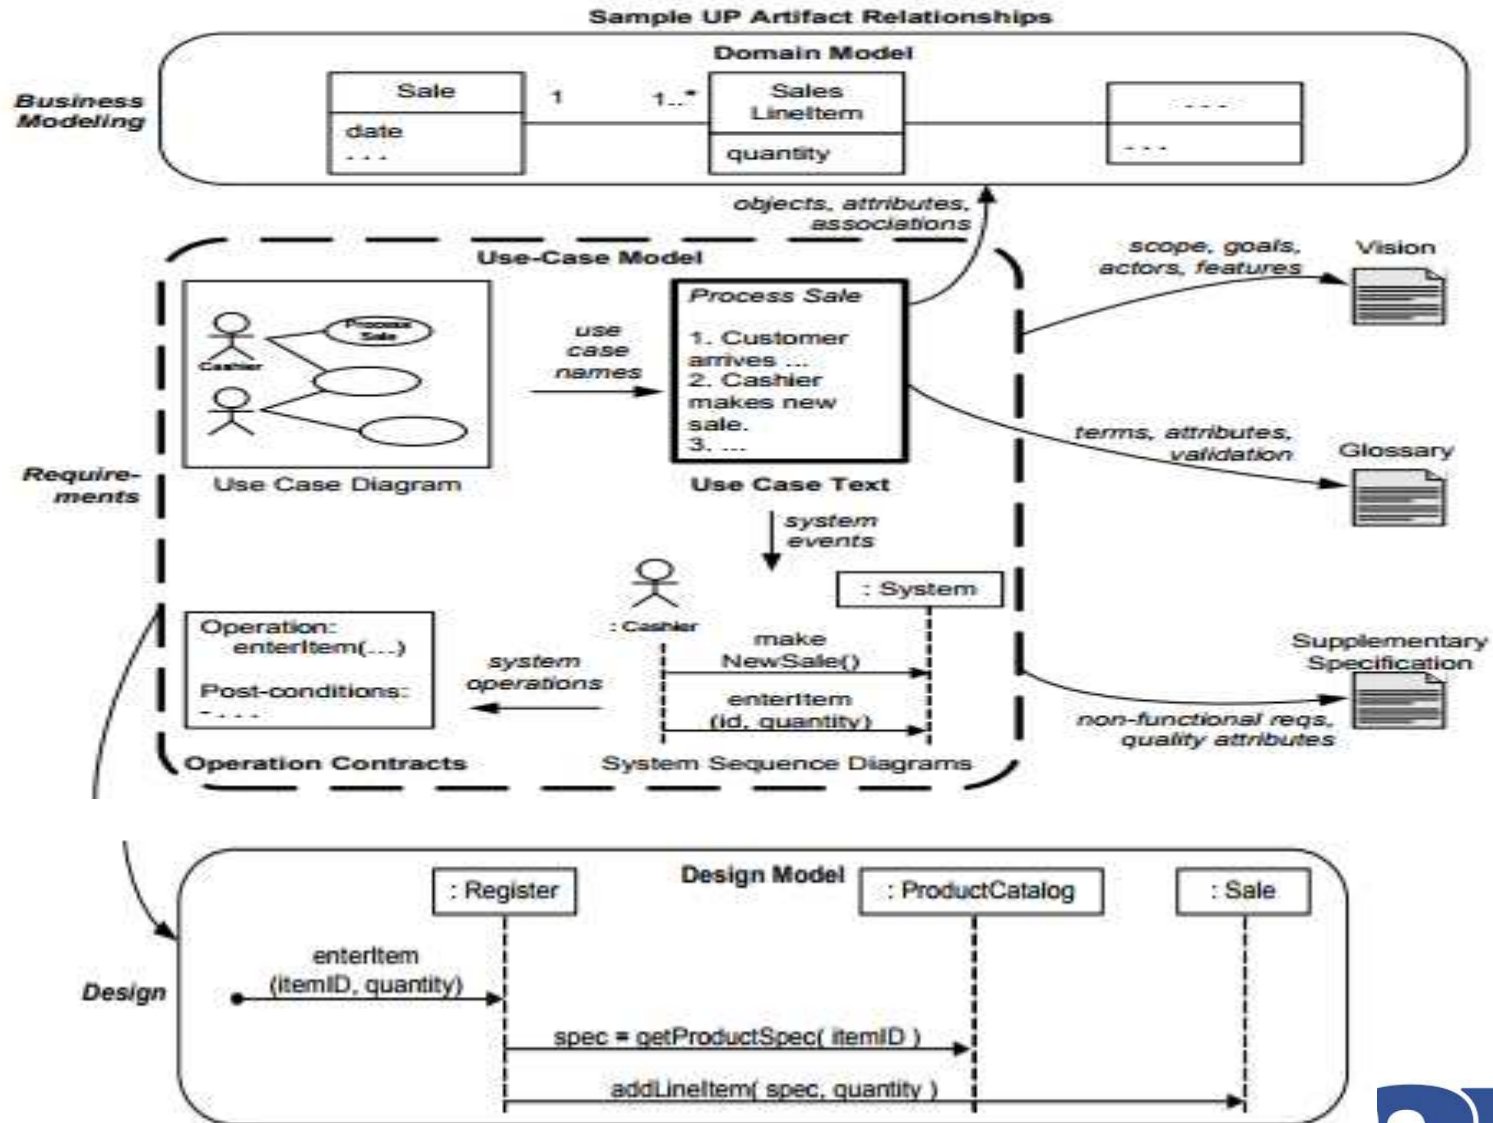 Sample UP Artifact Relationships
Domain Model
Business
Modeling
Sale
1
1..*
Sales
LineItem
date
. . .
quantity
. . .
. . .
objects, attributes,
associations
Use-Case Model
scope, goals,
actors, features
Vision
Process
Sale
Cashier
use
case
names
Process Sale
1. Customer
arrives ...
2. Cashier
makes new
sale.
3. ...
terms, attributes,
validation
Glossary
Require-
ments
Use Case Diagram
Use Case Text
system
events
: System
: Cashier
Operation:
enterItem(...)
Post-conditions:
- . . .
system
operations
make
NewSale()
enterItem
(id, quantity)
Supplementary
Specification
non-functional reqs,
quality attributes
Operation Contracts
System Sequence Diagrams
Design Model
: Register
: ProductCatalog
: Sale
Design
enterItem
(itemID, quantity)
spec = getProductSpec( itemID )
addLineItem( spec, quantity )